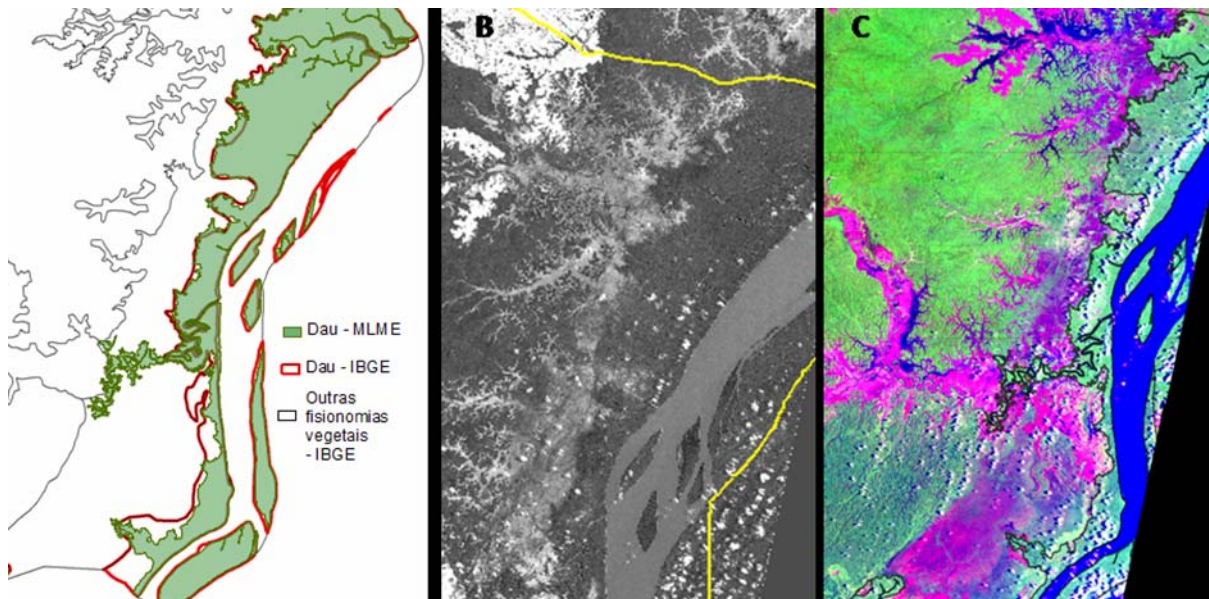 B
C
Dau - MLME
Dau - IBGE
Outras
fisionomias
vegetais
- IBGE